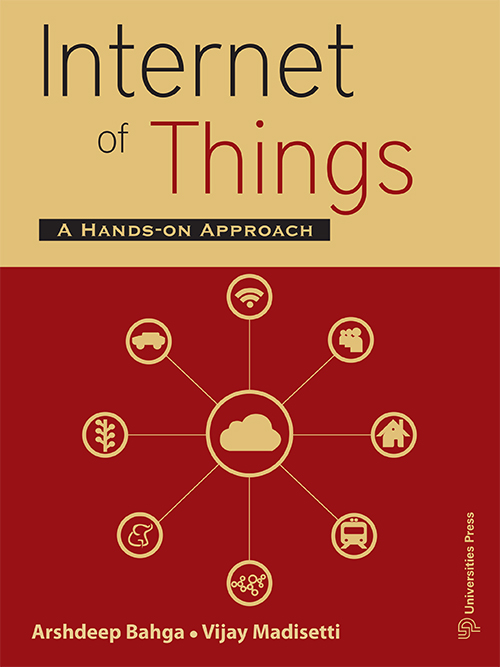 Internet
of Things
A HANDS-ON APPROACH
Arshdeep Bahga • Vijay Madisetti
Universities Press